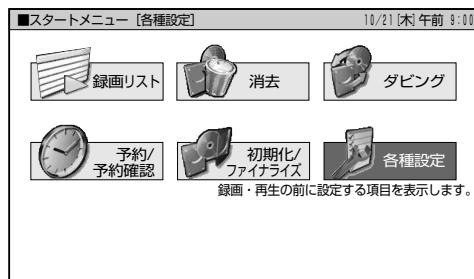 ■スタートメニュー［各種設定］ 10/21[木]午前 9:00
録画リスト 消去 ダビング
予約/ 初期化/ 各種設定
予約確認 ファイナライズ
録画・再生の前に設定する項目を表示します。